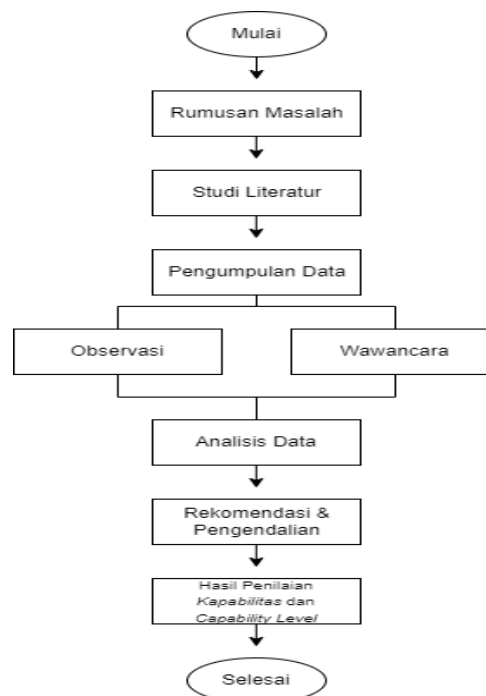 Mulai
Rumusan Masalah
Studi Literatur
Pengumpulan Data
Observasi
Wawancara
Analisis Data
Rekomendasi &
Pengendalian
Hasil Penilaian
Kapabilitas dan
Capability Level
Selesai